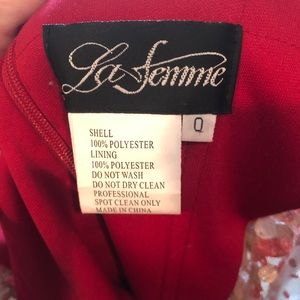 La Femme
0
SHELL
100% POLYESTER
LINING
100% POLYESTER
DO NOT WASH
DO NOT DRY CLEAN
PROFESSIONAL
SPOT CLEAN ONLY
MADE IN CHINA